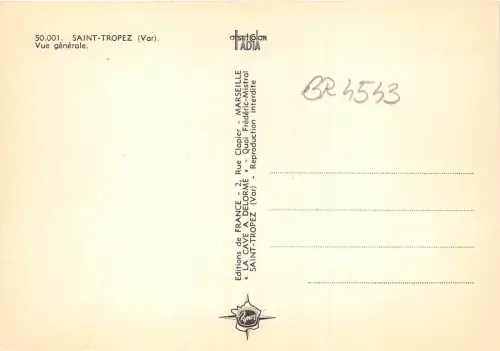 50.001. SAINT-TROPEZ (Var).
Vue générale.
ADIA
BR 4543
Editions de FRANCE - 2, Rue Clapier - MARSEILLE
« LA CAVE A DELORME » - Quai Frédéric-Mistral
SAINT-TROPEZ (Var) - Reproduction interdite